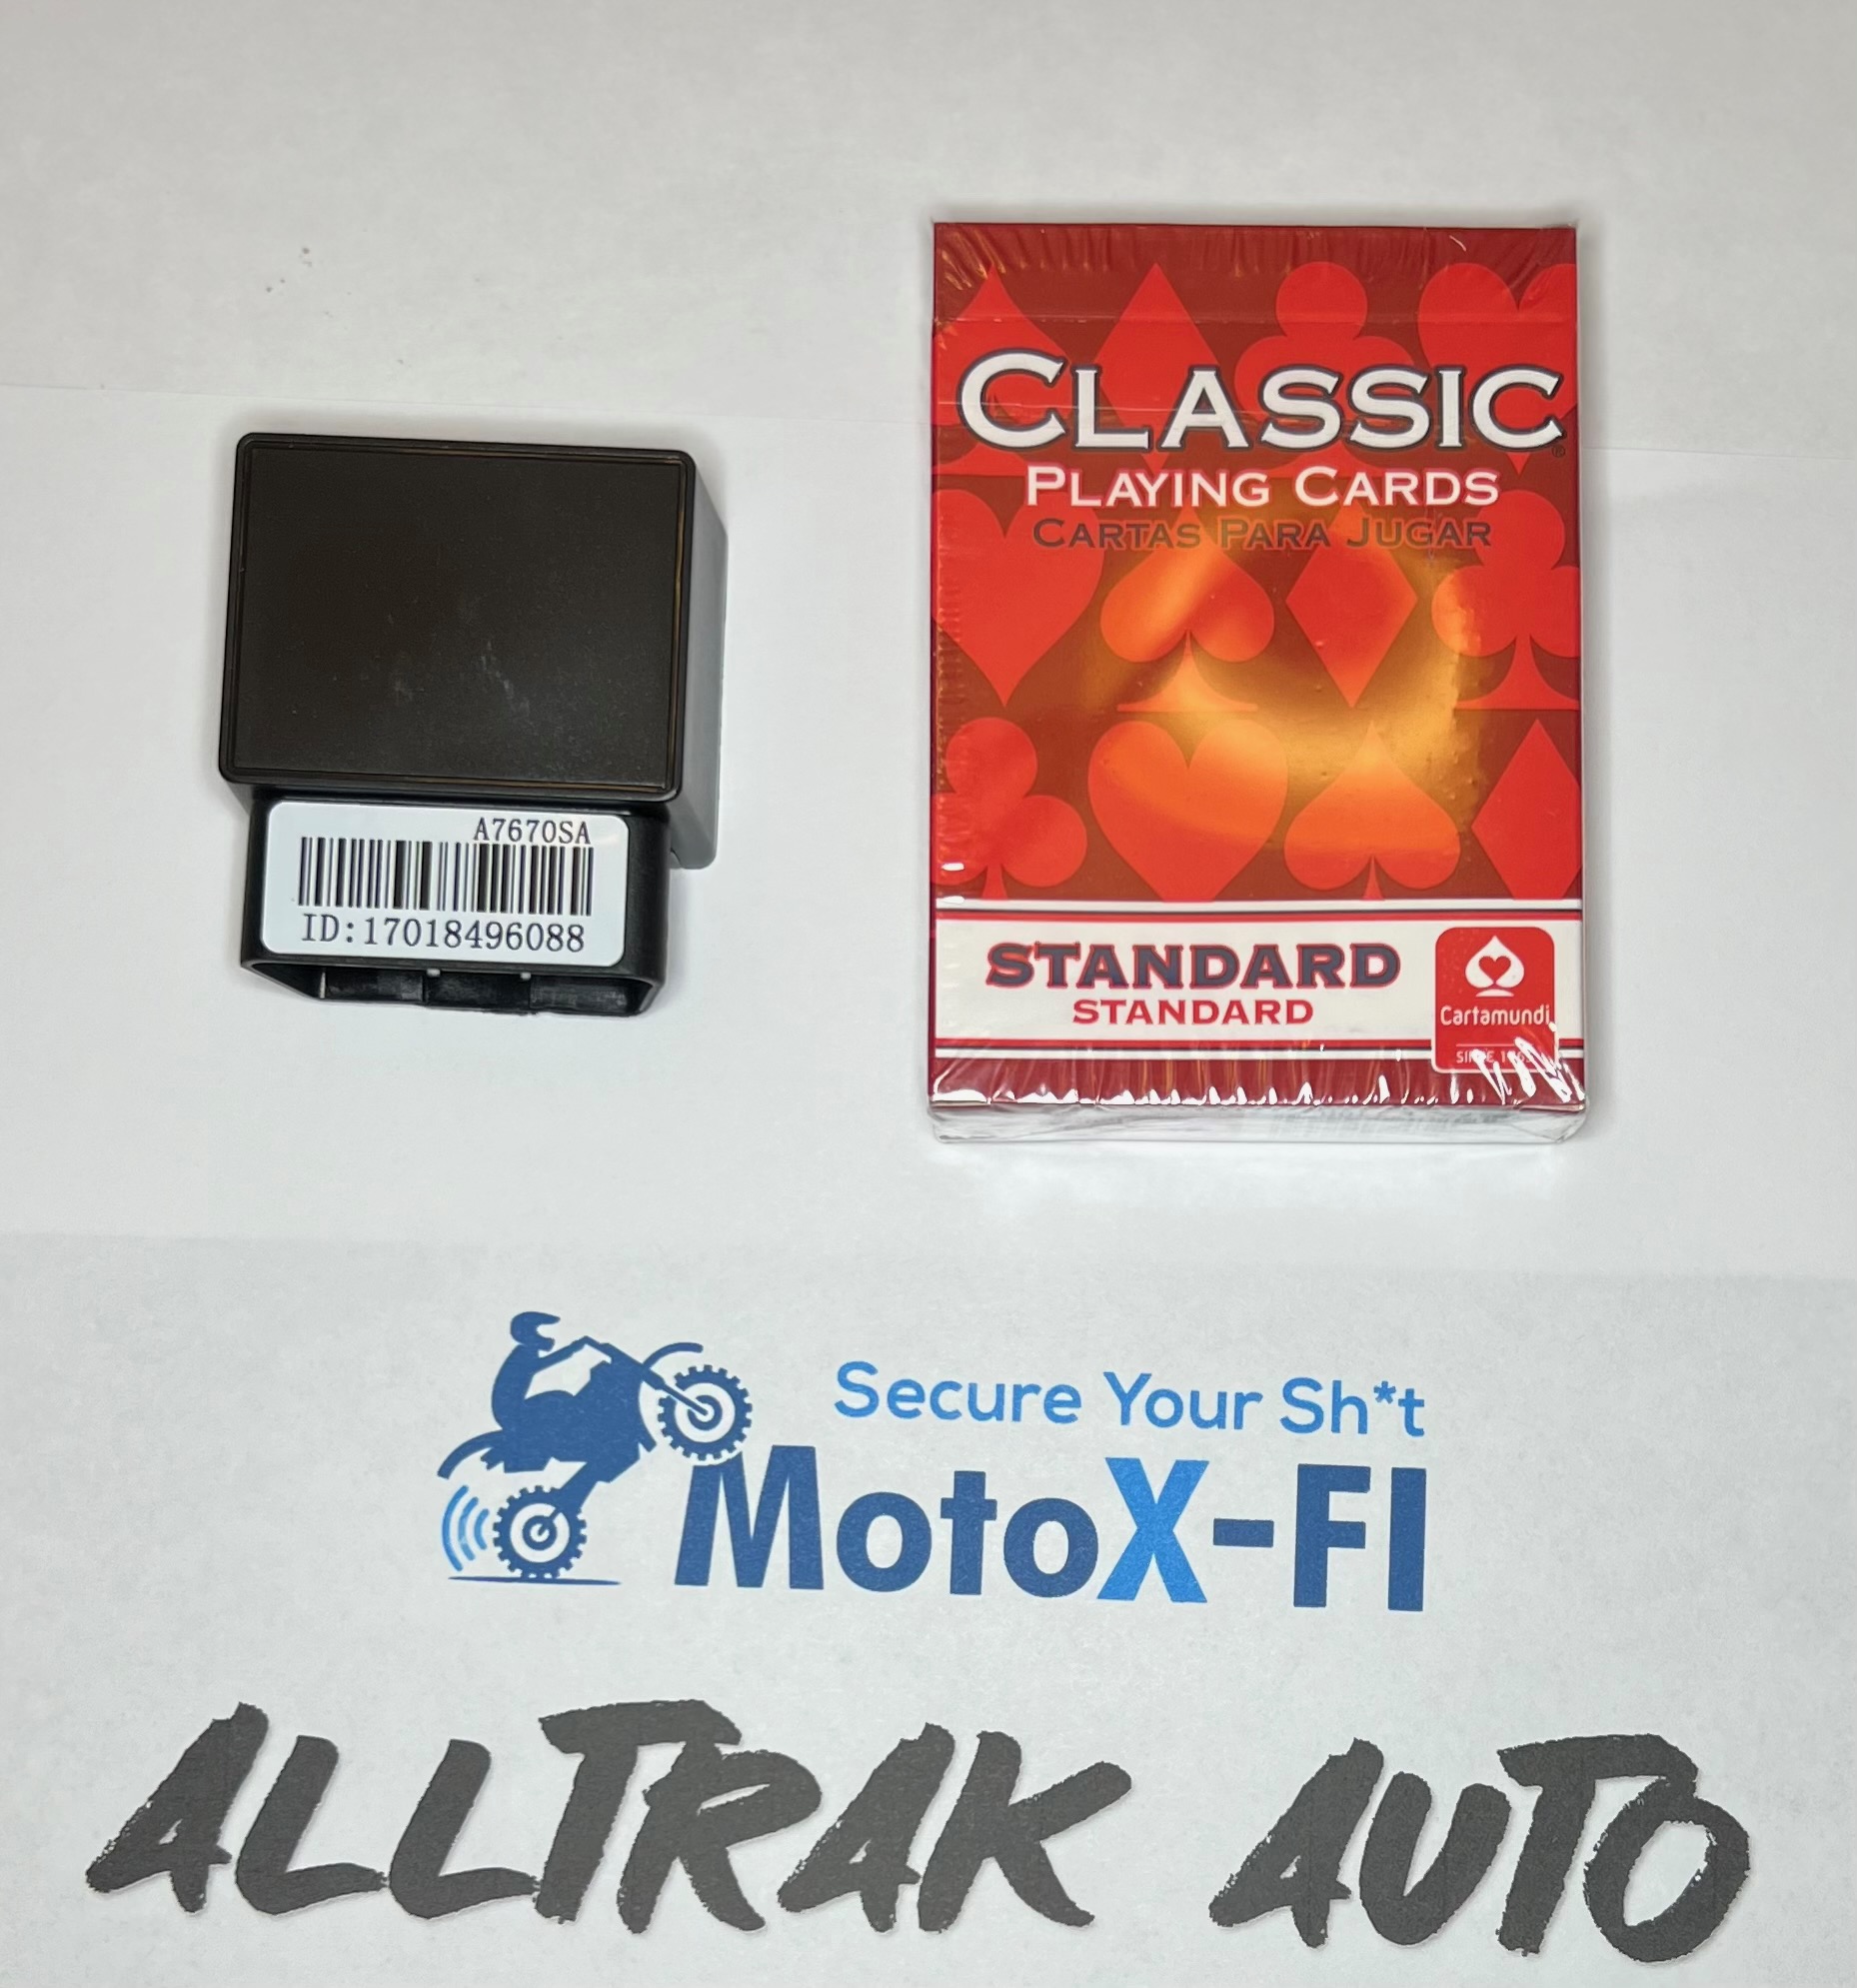 A7670SA
ID:17018496088
CLASSIC®
PLAYING CARDS
CARTAS PARA JUGAR
STANDARD
STANDARD
Cartamundi
Secure Your Sh*t
MotoX-FI
ALLTRAK AUTO